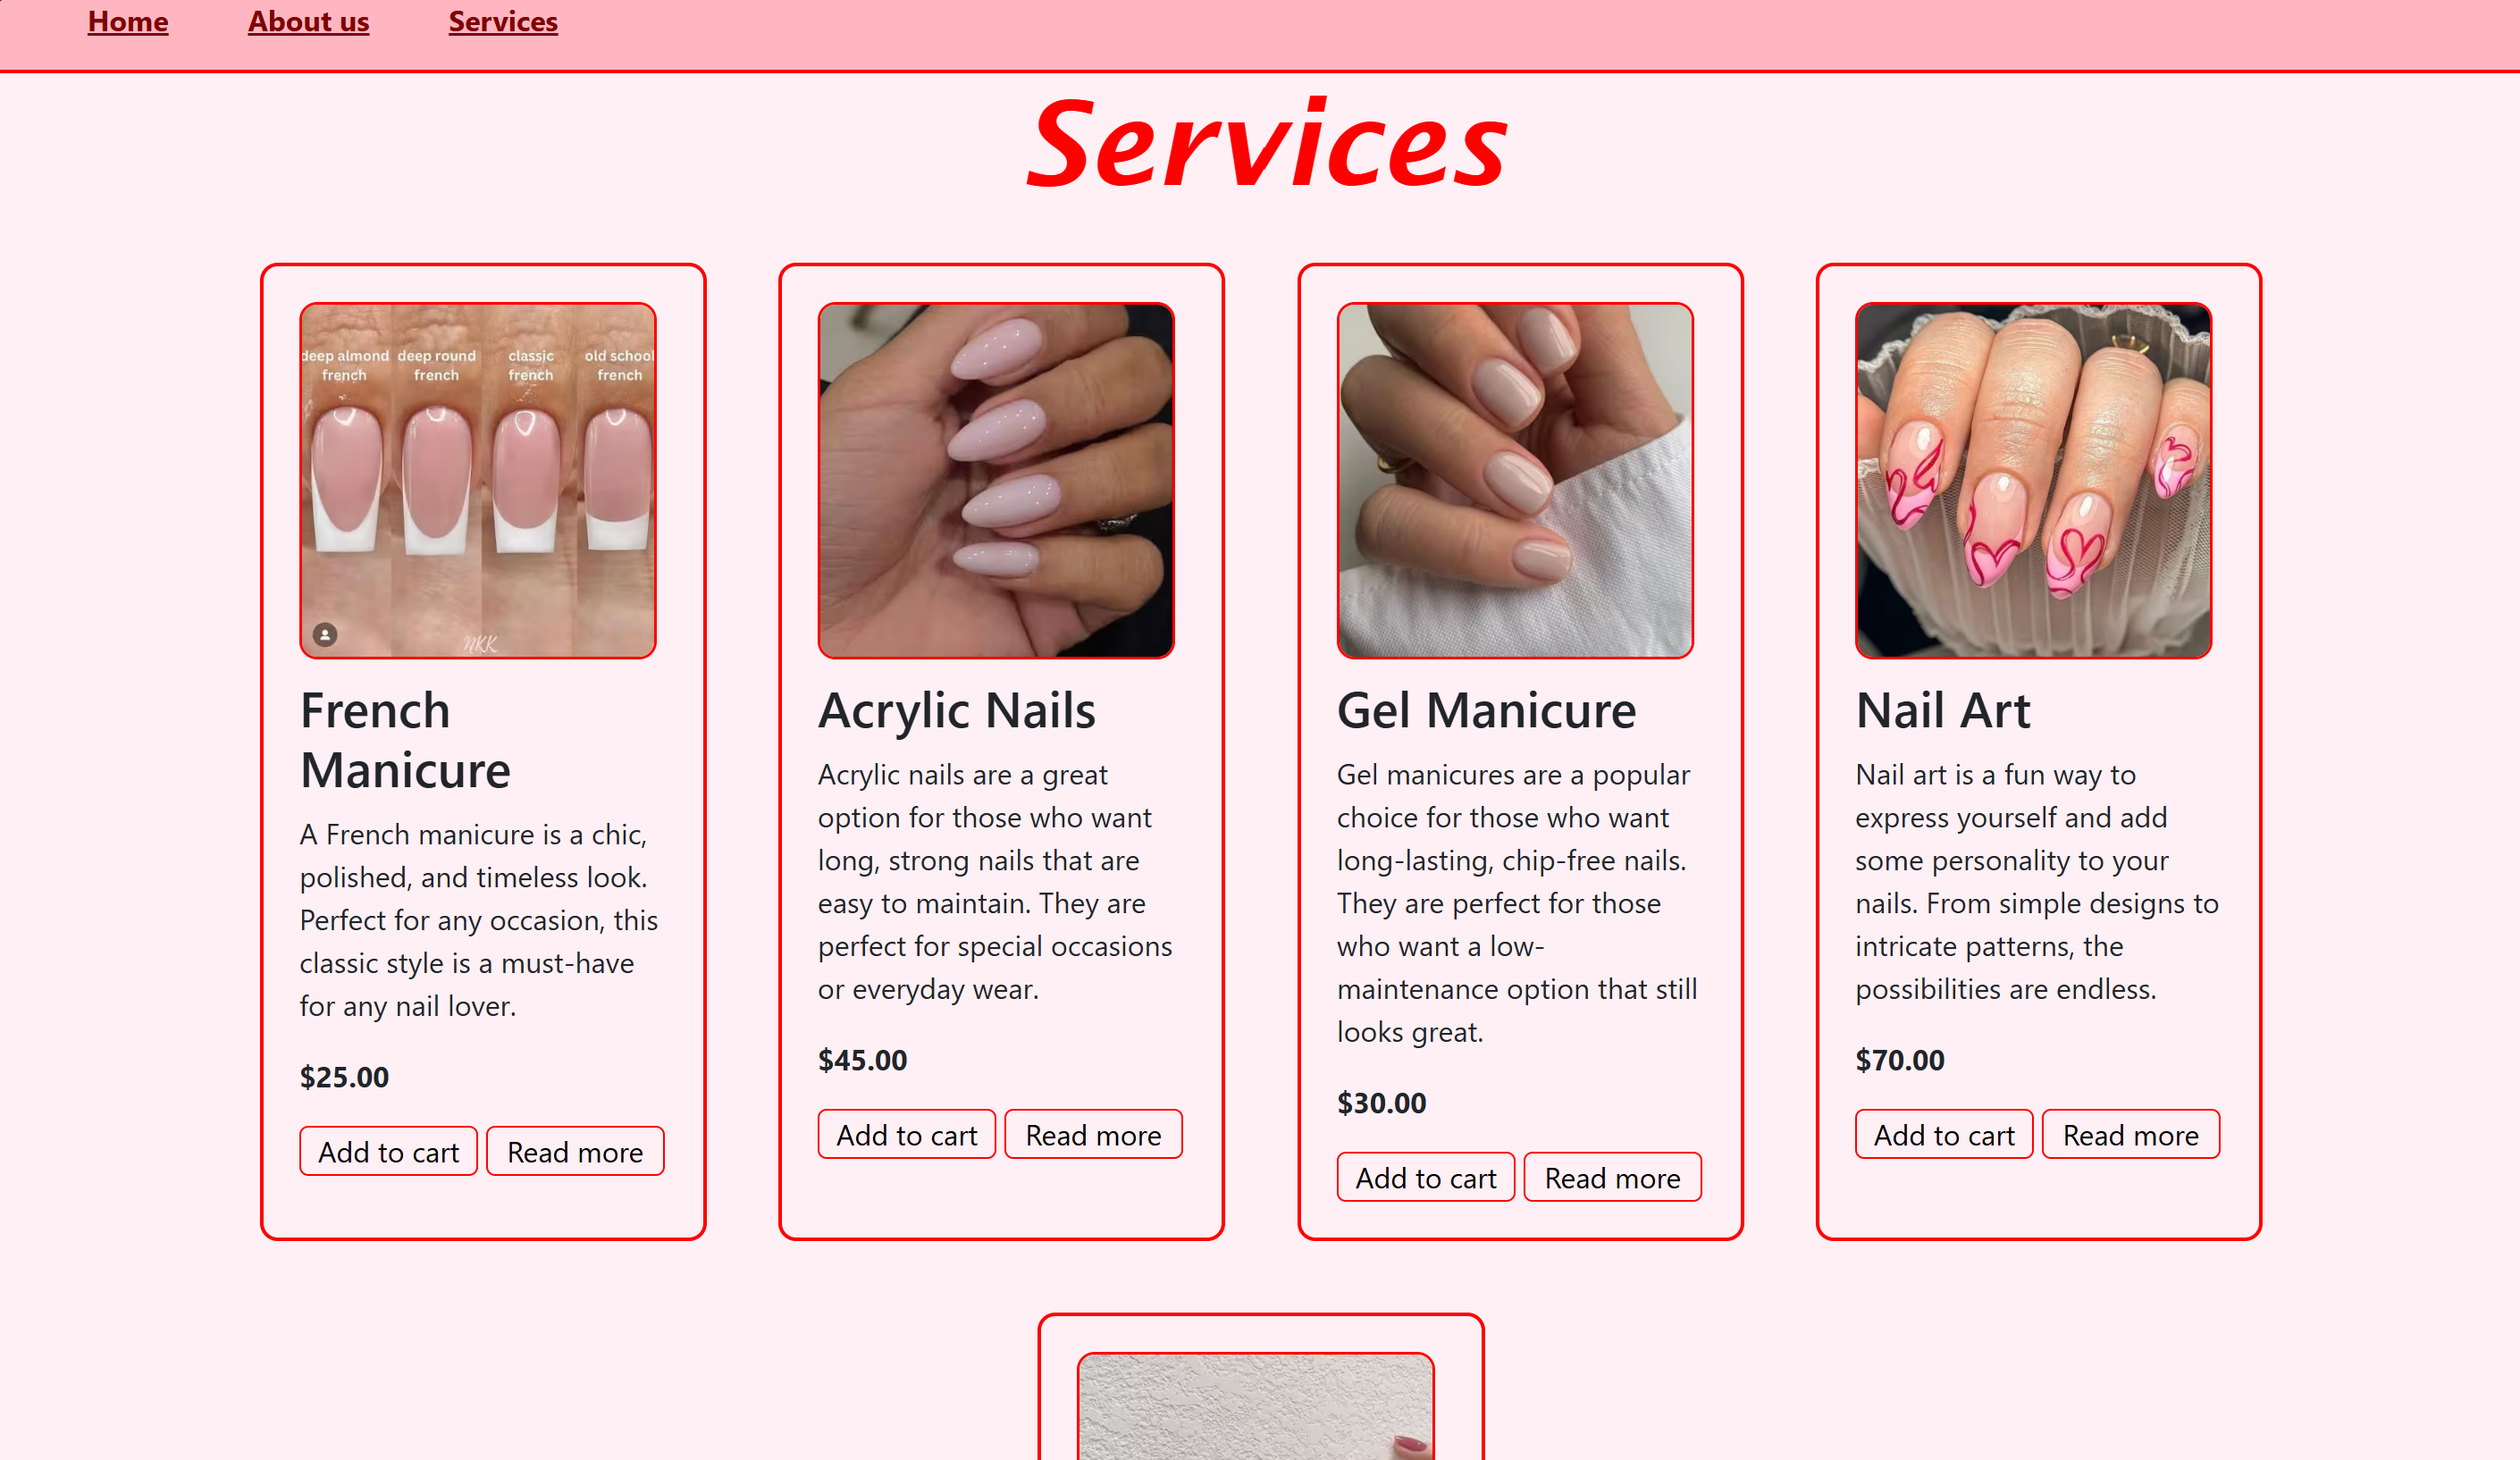 Home About us Services
Services
deep almond french
deep round french
classic french
old school french
NKK
French
Manicure
A French manicure is a chic,
polished, and timeless look.
Perfect for any occasion, this
classic style is a must-have
for any nail lover.
$25.00
Add to cart Read more
Acrylic Nails
Acrylic nails are a great
option for those who want
long, strong nails that are
easy to maintain. They are
perfect for special occasions
or everyday wear.
$45.00
Add to cart Read more
Gel Manicure
Gel manicures are a popular
choice for those who want
long-lasting, chip-free nails.
They are perfect for those
who want a low-
maintenance option that still
looks great.
$30.00
Add to cart Read more
Nail Art
Nail art is a fun way to
express yourself and add
some personality to your
nails. From simple designs to
intricate patterns, the
possibilities are endless.
$70.00
Add to cart Read more